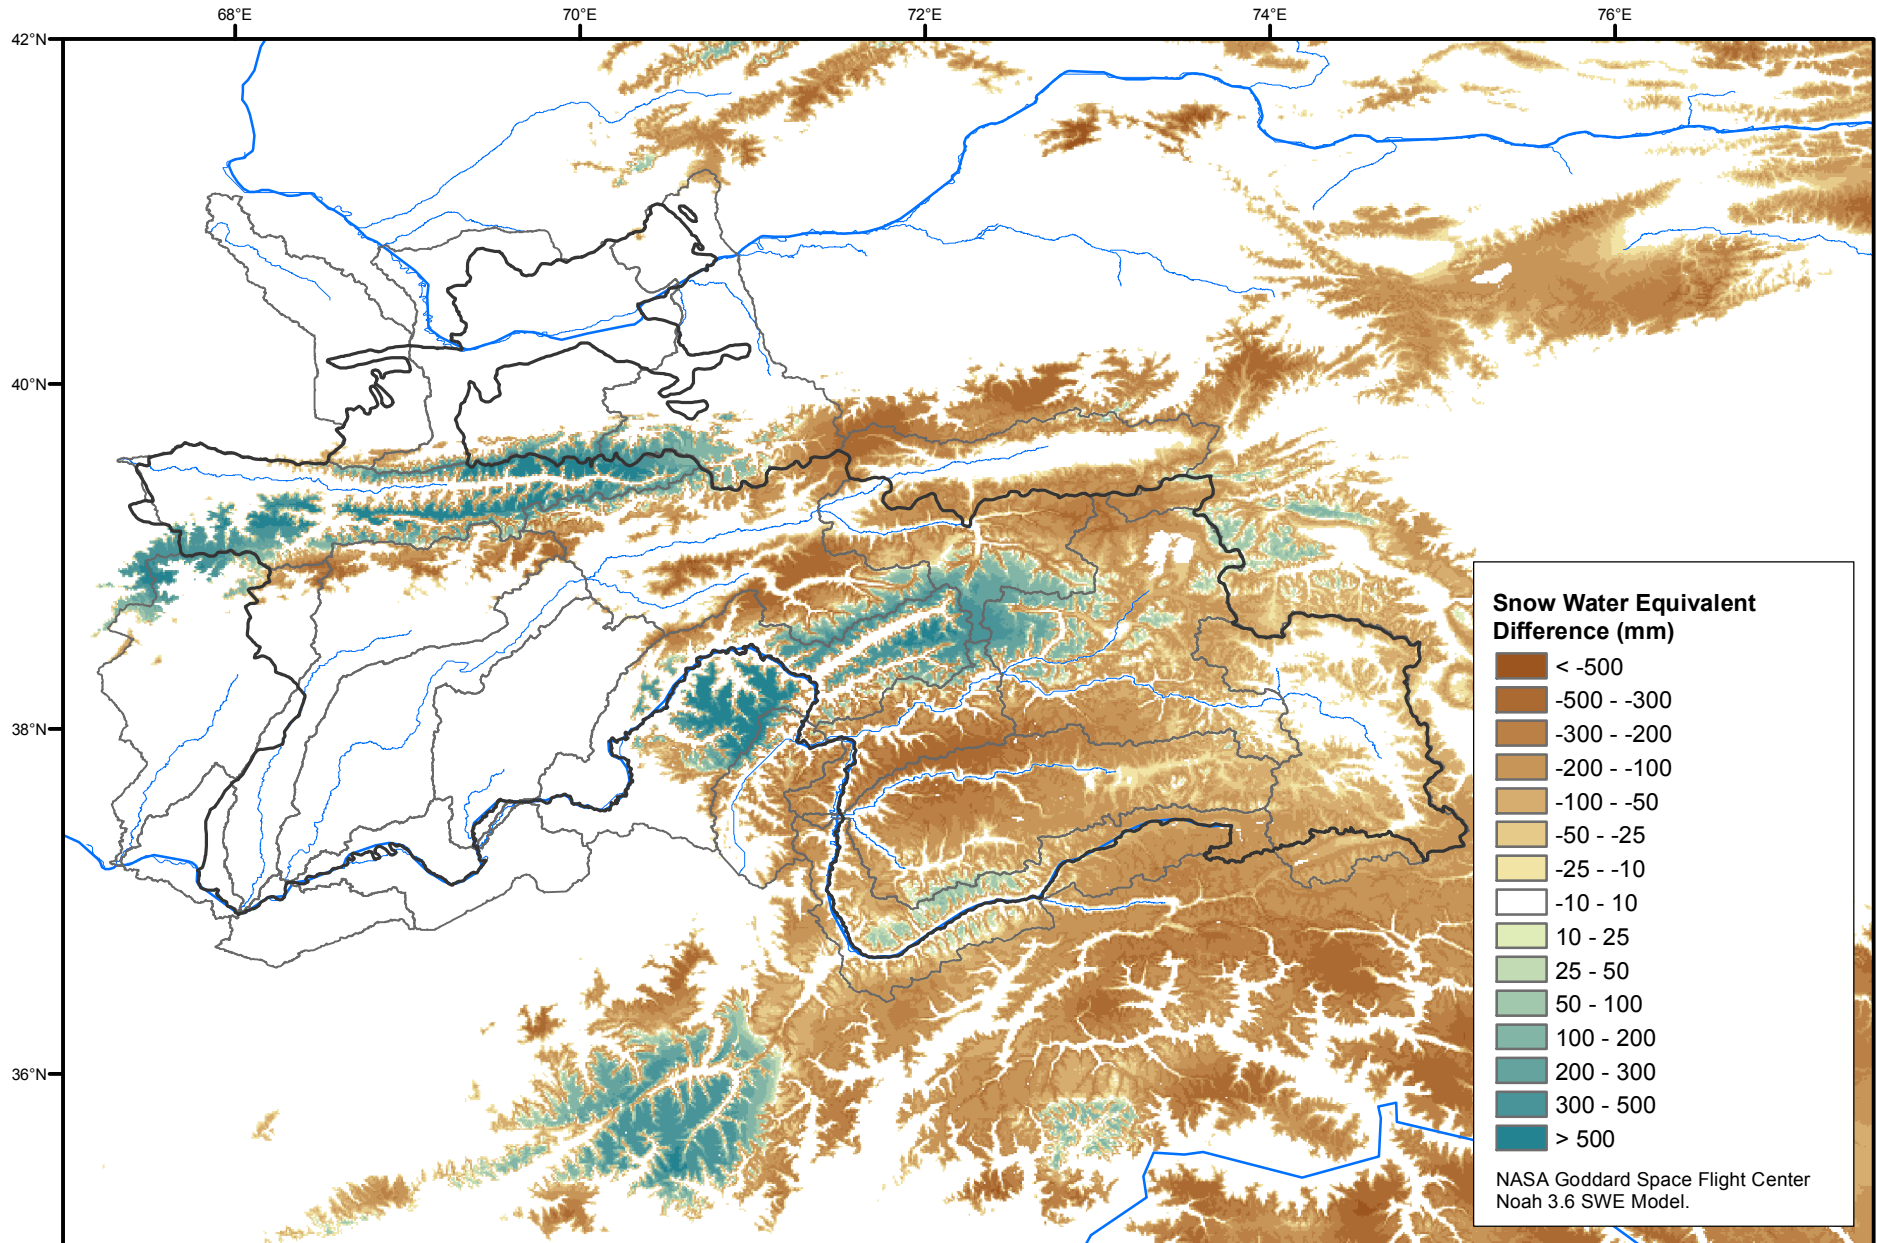 68°E 70°E 72°E 74°E 76°E
42°N
40°N
38°N
36°N
Snow Water Equivalent
Difference (mm)
< -500
-500 - -300
-300 - -200
-200 - -100
-100 - -50
-50 - -25
-25 - -10
-10 - 10
10 - 25
25 - 50
50 - 100
100 - 200
200 - 300
300 - 500
> 500
NASA Goddard Space Flight Center
Noah 3.6 SWE Model.